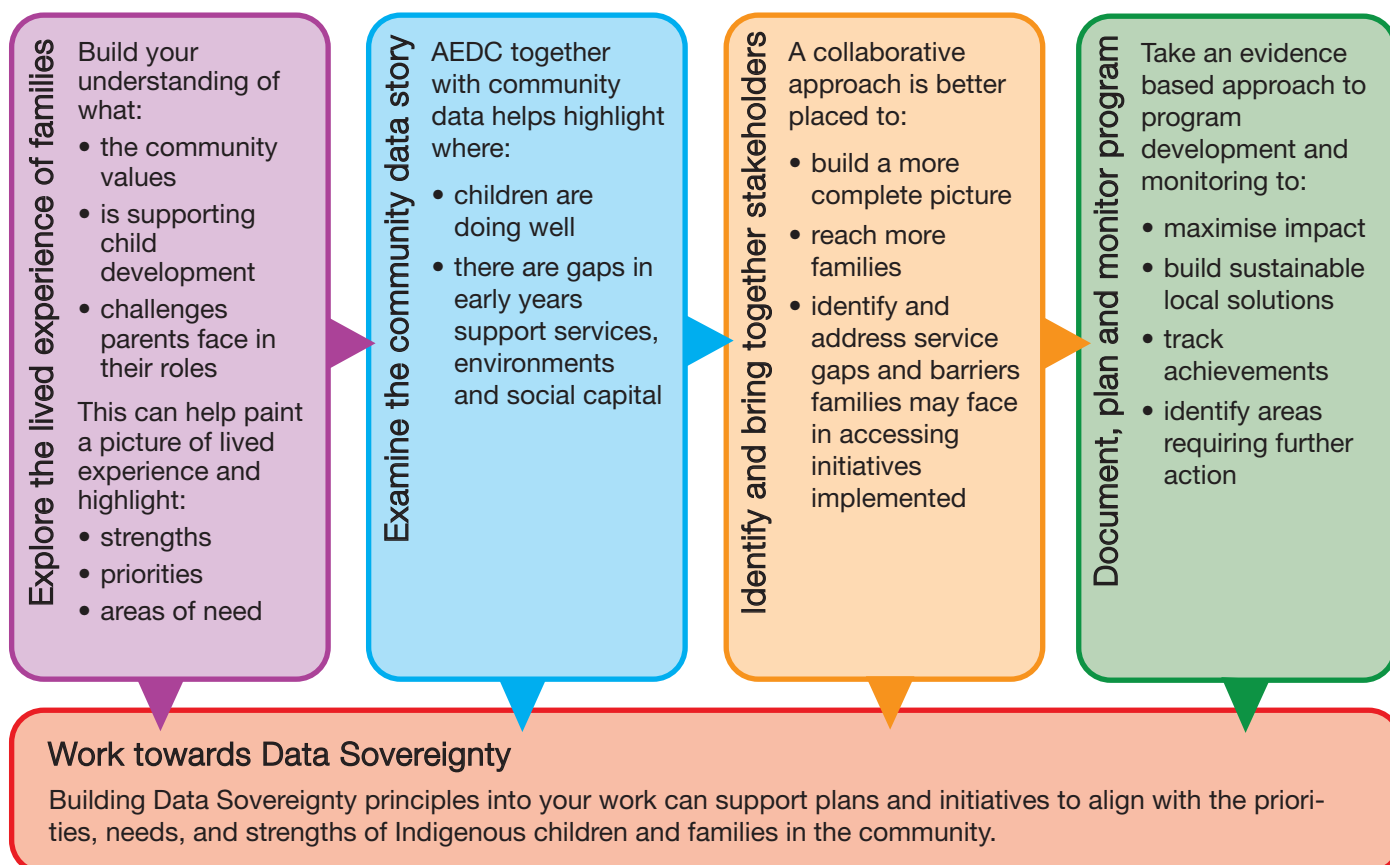 Explore the lived experience of families
Build your
understanding of
what:
• the community
values
• is supporting
child
development
• challenges
parents face in
their roles
This can help paint
a picture of lived
experience and
highlight:
• strengths
• priorities
• areas of need
Examine the community data story
AEDC together
with community
data helps highlight
where:
• children are
doing well
• there are gaps in
early years
support services,
environments
and social capital
Identify and bring together stakeholders
A collaborative
approach is better
placed to:
• build a more
complete picture
• reach more
families
• identify and
address service
gaps and barriers
families may face
in accessing
initiatives
implemented
Document, plan and monitor program
Take an evidence
based approach to
program
development and
monitoring to:
• maximise impact
• build sustainable
local solutions
• track
achievements
• identify areas
requiring further
action
Work towards Data Sovereignty
Building Data Sovereignty principles into your work can support plans and initiatives to align with the priori-
ties, needs, and strengths of Indigenous children and families in the community.